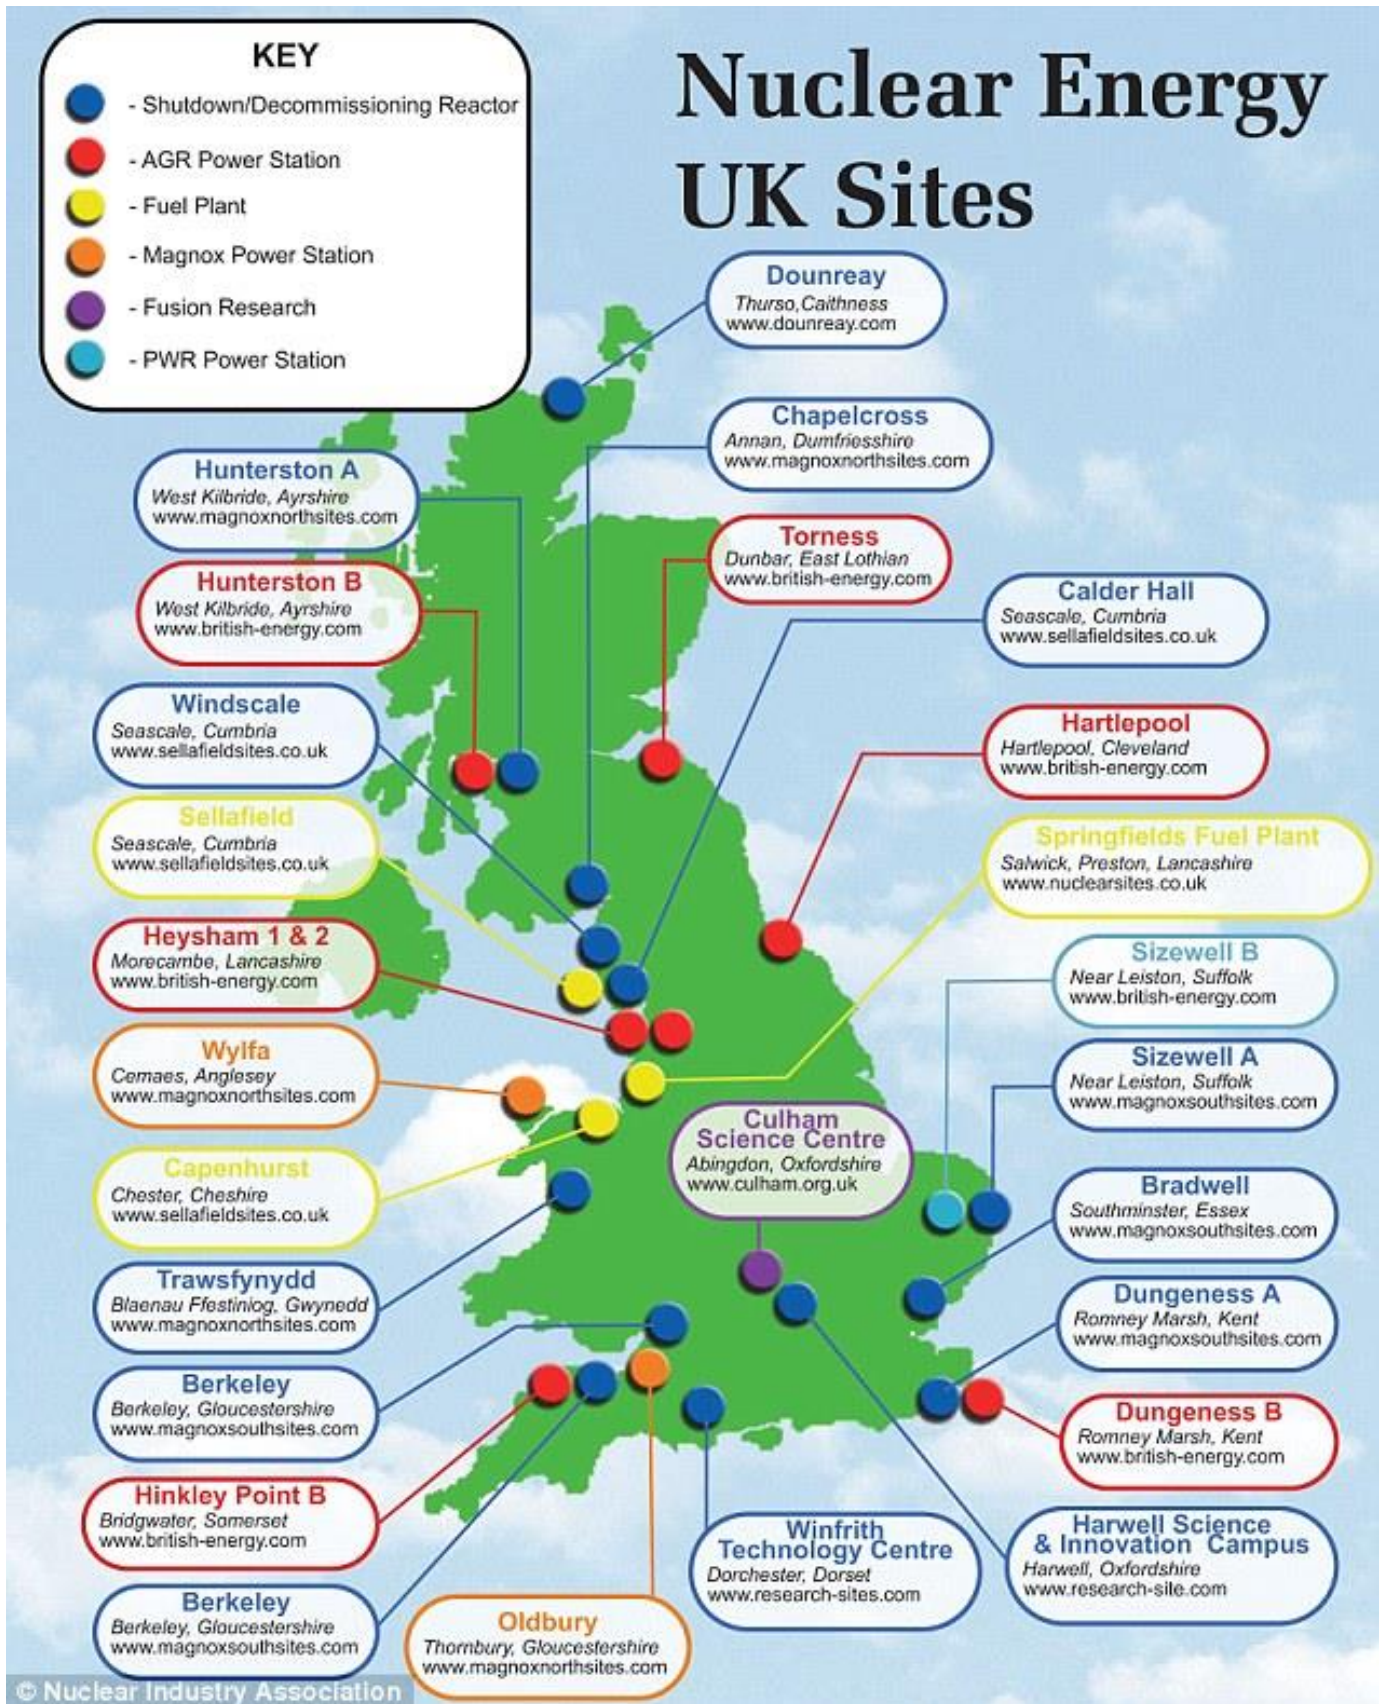 KEY
- Shutdown/Decommissioning Reactor
- AGR Power Station
- Fuel Plant
- Magnox Power Station
- Fusion Research
- PWR Power Station
Nuclear Energy
UK Sites
Dounreay
Thurso,Caithness
www.dounreay.com
Chapelcross
Annan, Dumfriesshire
www.magnoxnorthsites.com
Hunterston A
West Kilbride, Ayrshire
www.magnoxnorthsites.com
Torness
Dunbar, East Lothian
www.british-energy.com
Hunterston B
West Kilbride, Ayrshire
www.british-energy.com
Calder Hall
Seascale, Cumbria
www.sellafieldsites.co.uk
Windscale
Seascale, Cumbria
www.sellafieldsites.co.uk
Hartlepool
Hartlepool, Cleveland
www.british-energy.com
Sellafield
Seascale, Cumbria
www.sellafieldsites.co.uk
Springfields Fuel Plant
Salwick, Preston, Lancashire
www.nuclearsites.co.uk
Heysham 1 & 2
Morecambe, Lancashire
www.british-energy.com
Sizewell B
Near Leiston, Suffolk
www.british-energy.com
Wylfa
Cemaes, Anglesey
www.magnoxnorthsites.com
Sizewell A
Near Leiston, Suffolk
www.magnoxsouthsites.com
Culham
Science Centre
Abingdon, Oxfordshire
www.culham.org.uk
Capenhurst
Chester, Cheshire
www.sellafieldsites.co.uk
Bradwell
Southminster, Essex
www.magnoxsouthsites.com
Trawsfynydd
Blaenau Ffestiniog, Gwynedd
www.magnoxnorthsites.com
Dungeness A
Romney Marsh, Kent
www.magnoxsouthsites.com
Berkeley
Berkeley, Gloucestershire
www.magnoxsouthsites.com
Dungeness B
Romney Marsh, Kent
www.british-energy.com
Hinkley Point B
Bridgwater, Somerset
www.british-energy.com
Winfrith
Technology Centre
Dorchester, Dorset
www.research-sites.com
Harwell Science
& Innovation Campus
Harwell, Oxfordshire
www.research-site.com
Berkeley
Berkeley, Gloucestershire
www.magnoxsouthsites.com
Oldbury
Thornbury, Gloucestershire
www.magnoxnorthsites.com
© Nuclear Industry Association